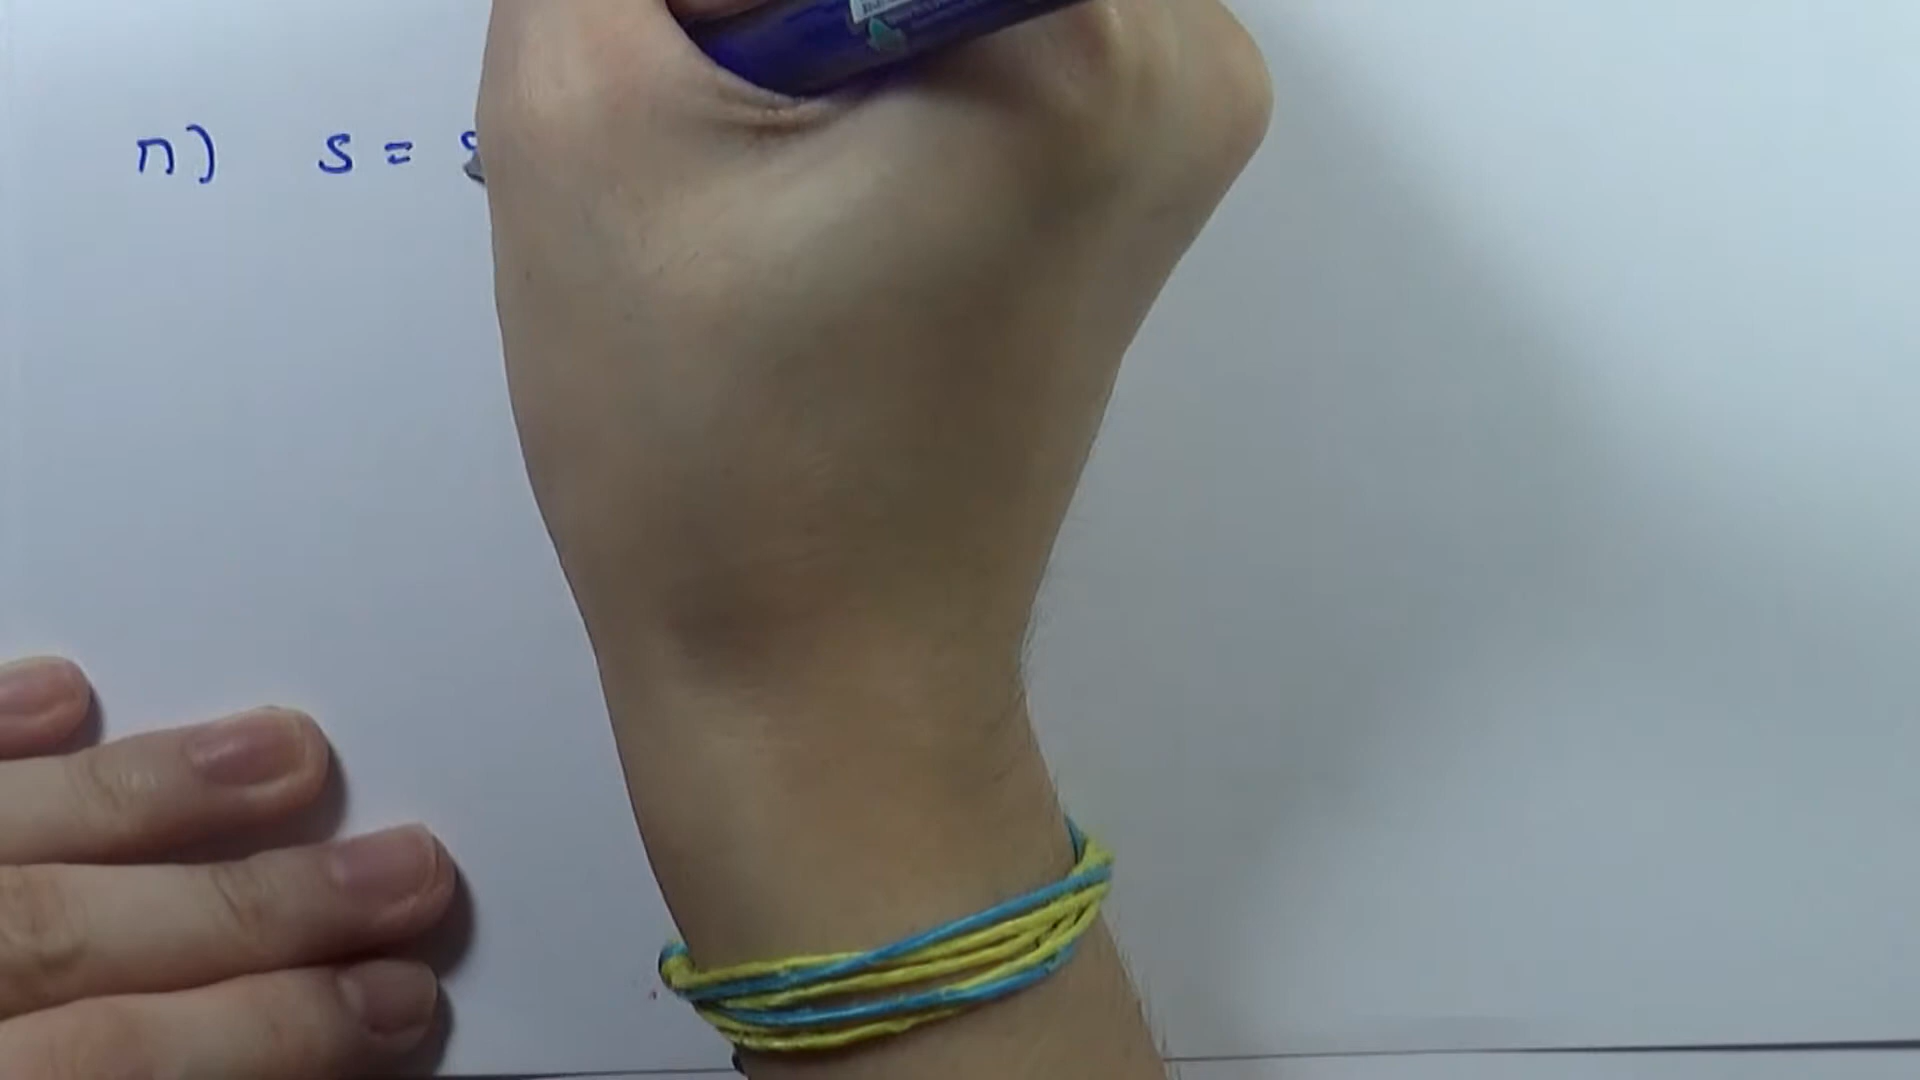 n) s =